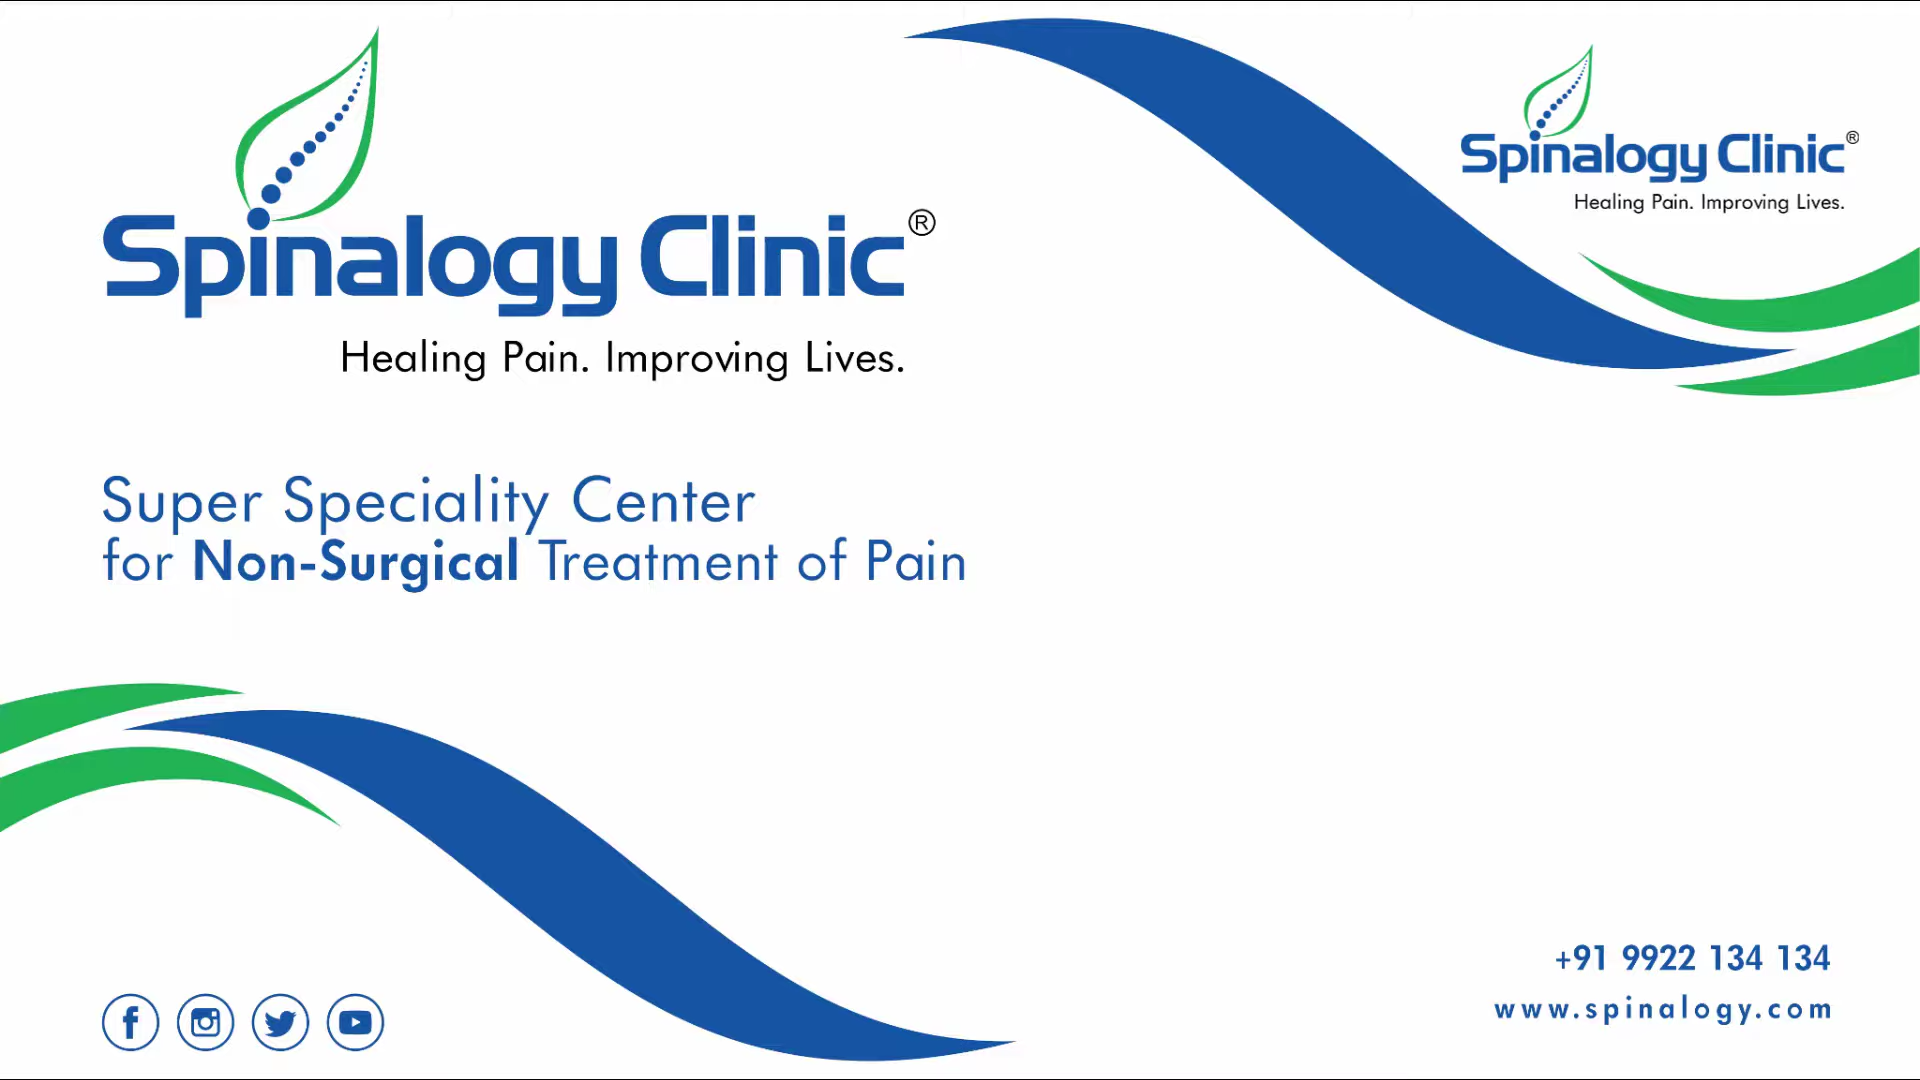 Spinalogy Clinic®
Healing Pain. Improving Lives.
Spinalogy Clinic®
Healing Pain. Improving Lives.
Super Speciality Center
for Non-Surgical Treatment of Pain
+91 9922 134 134
www.spinalogy.com